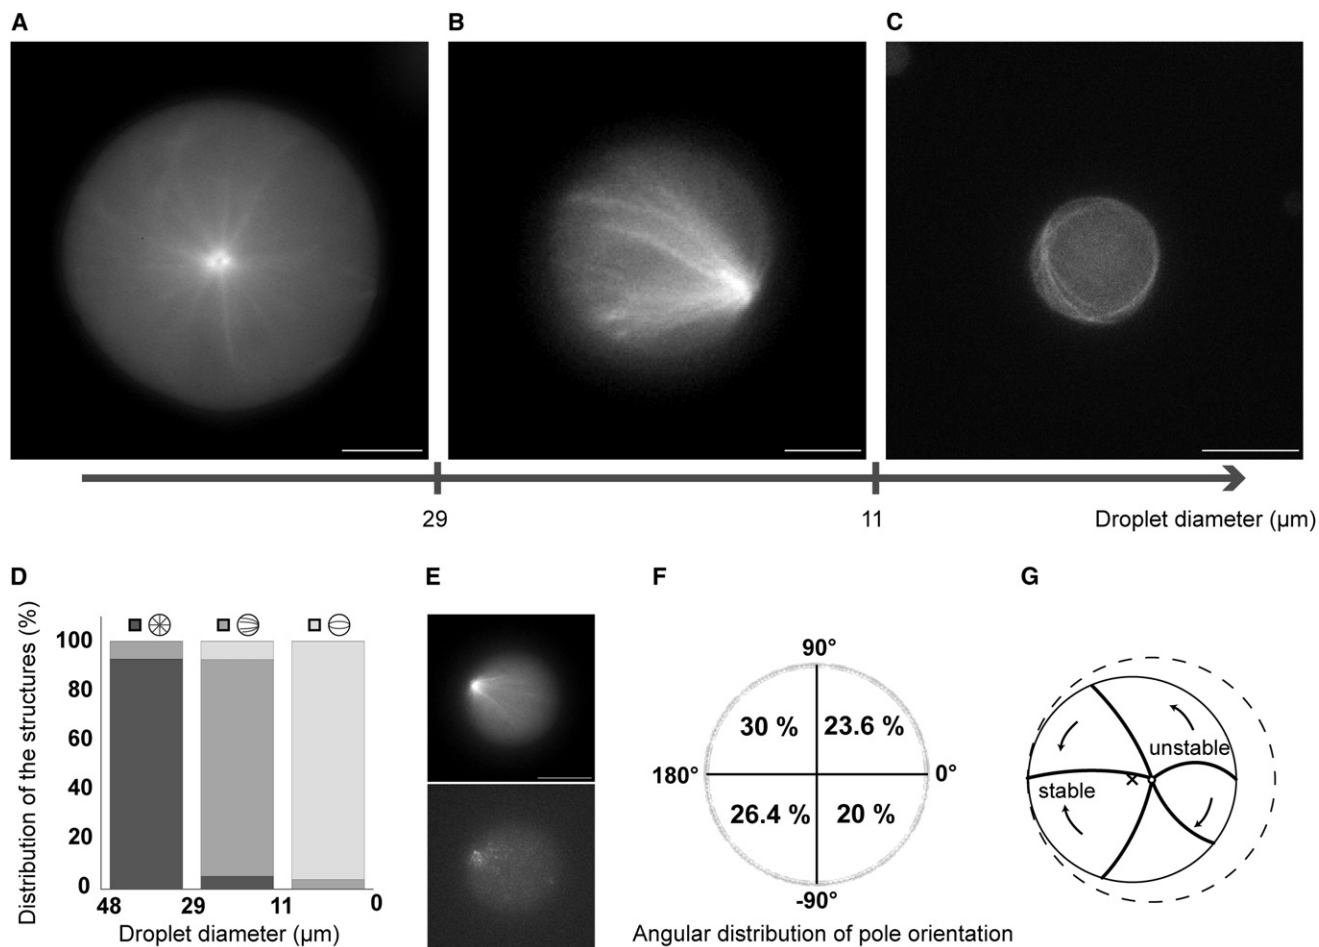 A
B
C
29
11
Droplet diameter (µm)
D
E
F
G
Distribution of the structures (%)
100
80
60
40
20
0
48
29
11
0
Droplet diameter (µm)
90°
30 %
23.6 %
180°
0°
26.4 %
20 %
-90°
Angular distribution of pole orientation
unstable
stable